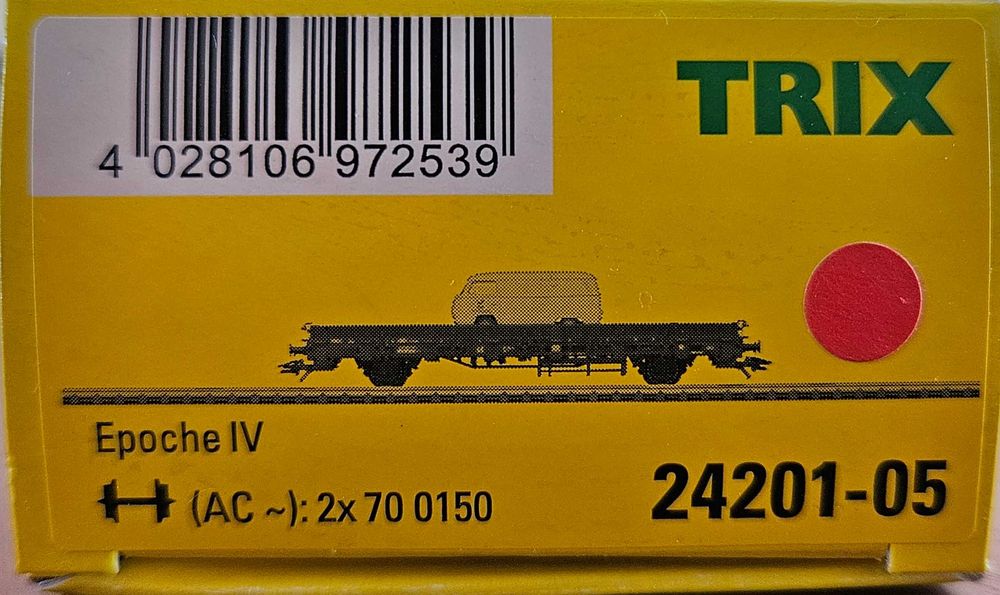 TRIX
4 028106 972539
Epoche IV
(AC ~): 2x 70 0150
24201-05